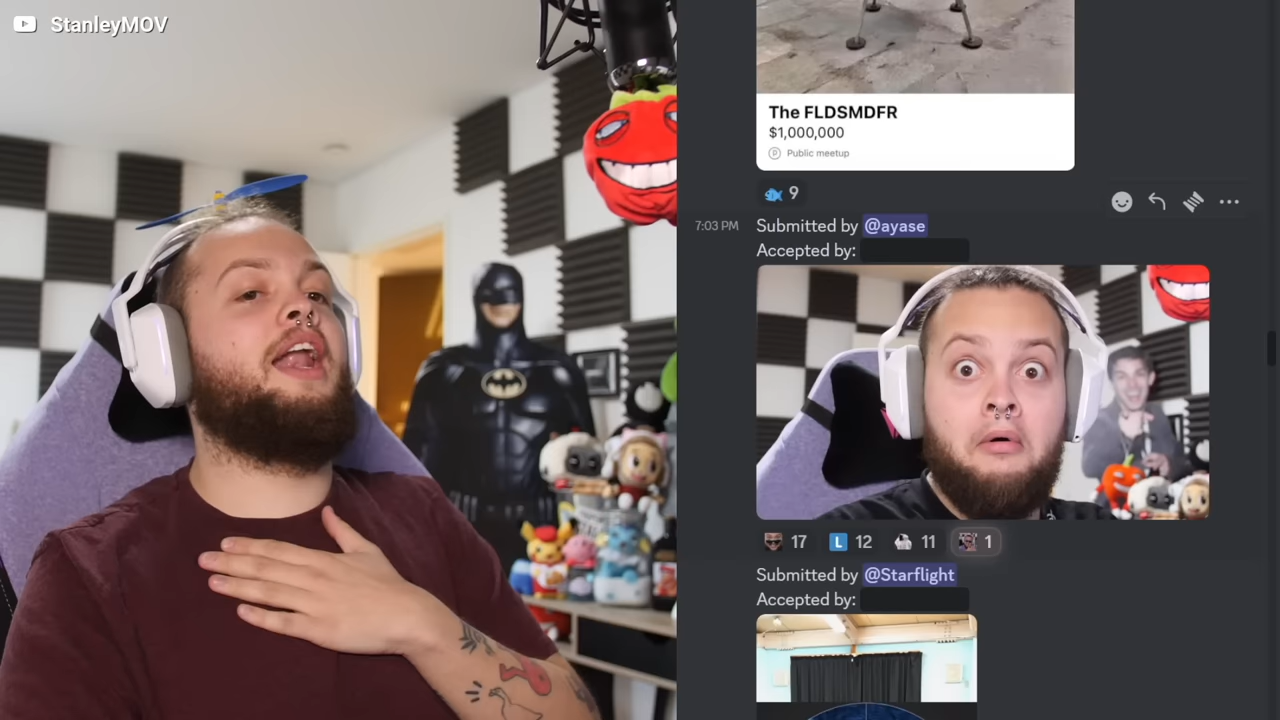 StanleyMOV
The FLDSMDFR
$1,000,000
P Public meetup
9
7:03 PM
Submitted by @ayase
Accepted by:
17 L 12 11 1
Submitted by @Starflight
Accepted by: